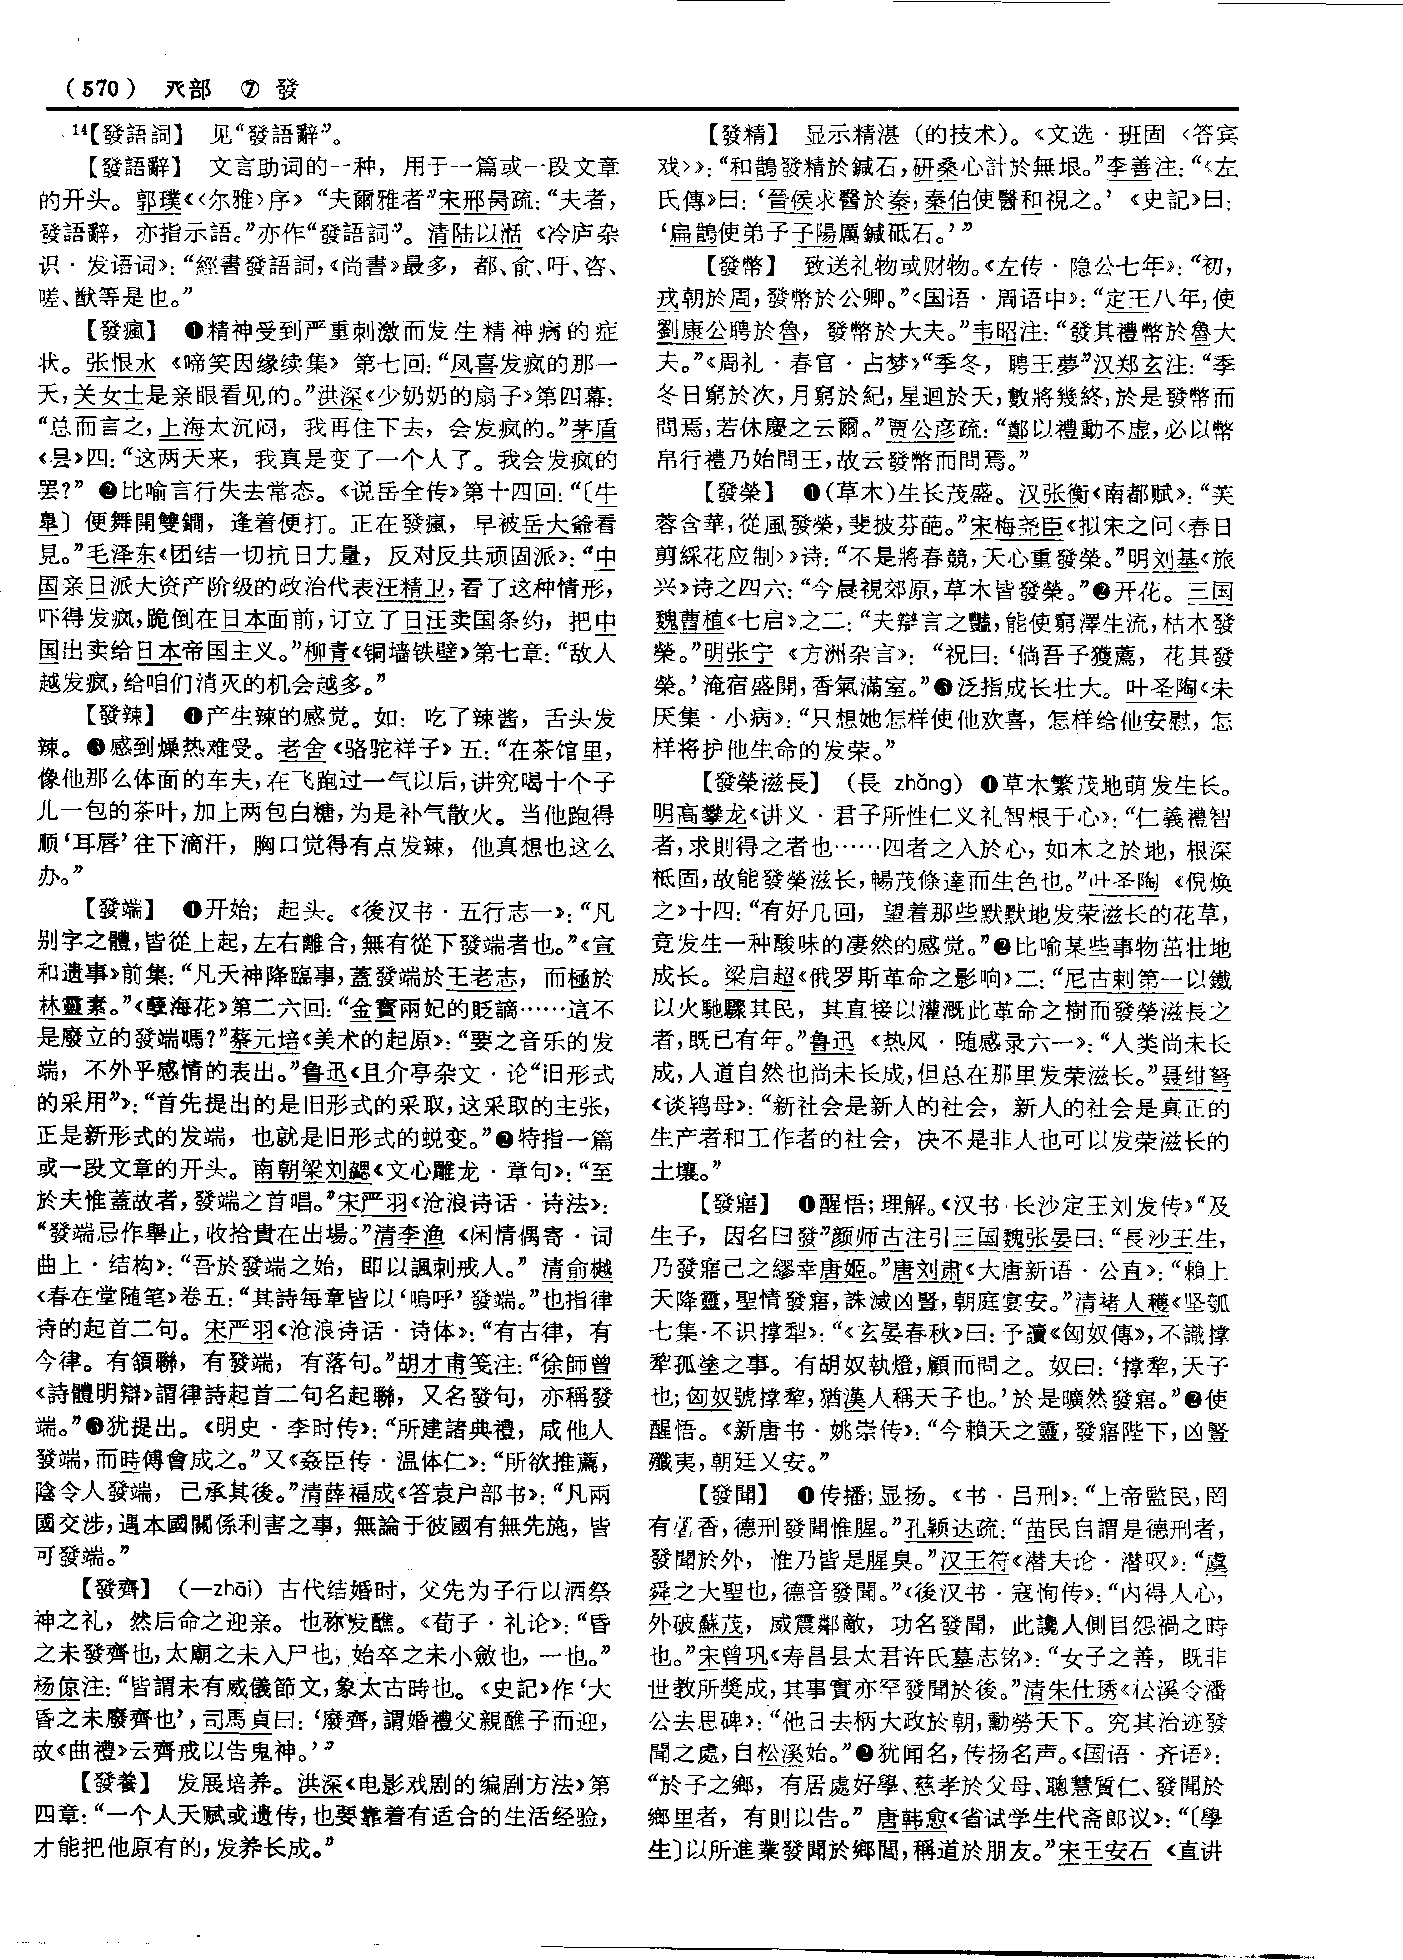 （570） 癶部 ⑦ 發
14【發語詞】 见“發語辭”。
【發語辭】 文言助词的一种，用于一篇或一段文章
的开头。郭璞《〈尔雅〉序》“夫爾雅者”宋邢昺疏：“夫者，
發語辭，亦指示語。”亦作“發語詞”。清陆以湉《冷庐杂
识·发语词》：“經書發語詞，《尚書》最多，都、俞、吁、咨、
嗟、猷等是也。”
【發瘋】 ❶精神受到严重刺激而发生精神病的症
状。张恨水《啼笑因缘续集》第七回：“凤喜发疯的那一
天，关女士是亲眼看见的。”洪深《少奶奶的扇子》第四幕：
“总而言之，上海太沉闷，我再住下去，会发疯的。”茅盾
《昙》四：“这两天来，我真是变了一个人了。我会发疯的
罢？”❷比喻言行失去常态。《说岳全传》第十四回：“〔牛
皋〕便舞開雙鐧，逢着便打。正在發瘋，早被岳大爺看
見。”毛泽东《团结一切抗日力量，反对反共顽固派》：“中
国亲日派大资产阶级的政治代表汪精卫，看了这种情形，
吓得发疯，跪倒在日本面前，订立了日汪卖国条约，把中
国出卖给日本帝国主义。”柳青《铜墙铁壁》第七章：“敌人
越发疯，给咱们消灭的机会越多。”
【發辣】 ❶产生辣的感觉。如：吃了辣酱，舌头发
辣。❷感到燥热难受。老舍《骆驼祥子》五：“在茶馆里，
像他那么体面的车夫，在飞跑过一气以后，讲究喝十个子
儿一包的茶叶，加上两包白糖，为是补气散火。当他跑得
顺‘耳唇’往下滴汗，胸口觉得有点发辣，他真想也这么
办。”
【發端】 ❶开始；起头。《後汉书·五行志一》：“凡
别字之體，皆從上起，左右離合，無有從下發端者也。”《宣
和遗事》前集：“凡天神降臨事，蓋發端於王老志，而極於
林靈素。”《孽海花》第二六回：“金寶兩妃的貶謫……這不
是廢立的發端嗎？”蔡元培《美术的起原》：“要之音乐的发
端，不外乎感情的表出。”鲁迅《且介亭杂文·论“旧形式
的采用”》：“首先提出的是旧形式的采取，这采取的主张，
正是新形式的发端，也就是旧形式的蜕变。”❷特指一篇
或一段文章的开头。南朝梁刘勰《文心雕龙·章句》：“至
於夫惟蓋故者，發端之首唱。”宋严羽《沧浪诗话·诗法》：
“發端忌作舉止，收拾貴在出場。”清李渔《闲情偶寄·词
曲上·结构》：“吾於發端之始，即以諷刺戒人。”清俞樾
《春在堂随笔》卷五：“其詩每章皆以‘嗚呼’發端。”也指律
诗的起首二句。宋严羽《沧浪诗话·诗体》：“有古律，有
今律。有頷聯，有發端，有落句。”胡才甫笺注：“徐師曾
《詩體明辯》謂律詩起首二句名起聯，又名發句，亦稱發
端。”❸犹提出。《明史·李时传》：“所建諸典禮，咸他人
發端，而時傅會成之。”又《奸臣传·温体仁》：“所欲推薦，
陰令人發端，己承其後。”清薛福成《答袁户部书》：“凡兩
國交涉，遇本國關係利害之事，無論于彼國有無先施，皆
可發端。”
【發齊】 （—zhāi）古代结婚时，父先为子行以酒祭
神之礼，然后命之迎亲。也称发醮。《荀子·礼论》：“昏
之未發齊也，太廟之未入尸也，始卒之未小斂也，一也。”
杨倞注：“皆謂未有威儀節文，象太古時也。《史記》作‘大
昏之未廢齊也’，司馬貞曰：‘廢齊，謂婚禮父親醮子而迎，
故《曲禮》云齊戒以告鬼神。’”
【發養】 发展培养。洪深《电影戏剧的编剧方法》第
四章：“一个人天赋或遗传，也要靠着有适合的生活经验，
才能把他原有的，发养长成。”
【發精】 显示精湛（的技术）。《文选·班固〈答宾
戏〉》：“和鵲發精於鍼石，研桑心計於無垠。”李善注：“《左
氏傳》曰：‘晉侯求醫於秦，秦伯使醫和視之。’《史記》曰：
‘扁鵲使弟子子陽厲鍼砥石。’”
【發幣】 致送礼物或财物。《左传·隐公七年》：“初，
戎朝於周，發幣於公卿。”《国语·周语中》：“定王八年，使
劉康公聘於魯，發幣於大夫。”韦昭注：“發其禮幣於魯大
夫。”《周礼·春官·占梦》“季冬，聘王夢”汉郑玄注：“季
冬日窮於次，月窮於紀，星迴於天，數將幾終，於是發幣而
問焉，若休慶之云爾。”贾公彦疏：“鄭以禮動不虚，必以幣
帛行禮乃始問王，故云發幣而問焉。”
【發榮】 ❶（草木）生长茂盛。汉张衡《南都赋》：“芙
蓉含華，從風發榮，斐披芬葩。”宋梅尧臣《拟宋之问〈春日
剪綵花应制〉》诗：“不是將春競，天心重發榮。”明刘基《旅
兴》诗之四六：“今晨視郊原，草木皆發榮。”❷开花。三国
魏曹植《七启》之二：“夫辯言之豔，能使窮澤生流，枯木發
榮。”明张宁《方洲杂言》：“祝曰：‘倘吾子獲薦，花其發
榮。’淹宿盛開，香氣滿室。”❸泛指成长壮大。叶圣陶《未
厌集·小病》：“只想她怎样使他欢喜，怎样给他安慰，怎
样将护他生命的发荣。”
【發榮滋長】 （長 zhǎng）❶草木繁茂地萌发生长。
明高攀龙《讲义·君子所性仁义礼智根于心》：“仁義禮智
者，求則得之者也……四者之入於心，如木之於地，根深
柢固，故能發榮滋长，暢茂條達而生色也。”叶圣陶《倪焕
之》十四：“有好几回，望着那些默默地发荣滋长的花草，
竟发生一种酸味的凄然的感觉。”❷比喻某些事物茁壮地
成长。梁启超《俄罗斯革命之影响》二：“尼古剌第一以鐵
以火馳驟其民，其直接以灌溉此革命之樹而發榮滋長之
者，既已有年。”鲁迅《热风·随感录六一》：“人类尚未长
成，人道自然也尚未长成，但总在那里发荣滋长。”聂绀弩
《谈鸨母》：“新社会是新人的社会，新人的社会是真正的
生产者和工作者的社会，决不是非人也可以发荣滋长的
土壤。”
【發寤】 ❶醒悟；理解。《汉书·长沙定王刘发传》“及
生子，因名曰發”颜师古注引三国魏张晏曰：“長沙王生，
乃發寤己之繆幸唐姬。”唐刘肃《大唐新语·公直》：“賴上
天降靈，聖情發寤，誅滅凶豎，朝庭宴安。”清褚人穫《坚瓠
七集·不识撑犁》：“《玄晏春秋》曰：予讀《匈奴傳》，不識撑
犂孤塗之事。有胡奴執燈，顧而問之。奴曰：‘撑犂，天子
也；匈奴號撑犂，猶漢人稱天子也。’於是曠然發寤。”❷使
醒悟。《新唐书·姚崇传》：“今賴天之靈，發寤陛下，凶豎
殲夷，朝廷乂安。”
【發聞】 ❶传播；显扬。《书·吕刑》：“上帝監民，罔
有馨香，德刑發聞惟腥。”孔颖达疏：“苗民自謂是德刑者，
發聞於外，惟乃皆是腥臭。”汉王符《潜夫论·潜叹》：“虞
舜之大聖也，德音發聞。”《後汉书·寇恂传》：“内得人心，
外破蘇茂，威震鄰敵，功名發聞，此讒人側目怨禍之時
也。”宋曾巩《寿昌县太君许氏墓志铭》：“女子之善，既非
世教所獎成，其事實亦罕發聞於後。”清朱仕琇《松溪令潘
公去思碑》：“他日去柄大政於朝，勳勞天下。究其治迹發
聞之處，自松溪始。”❷犹闻名，传扬名声。《国语·齐语》：
“於子之鄉，有居處好學、慈孝於父母、聰慧質仁、發聞於
鄉里者，有則以告。”唐韩愈《省试学生代斋郎议》：“〔學
生〕以所進業發聞於鄉閭，稱道於朋友。”宋王安石《直讲